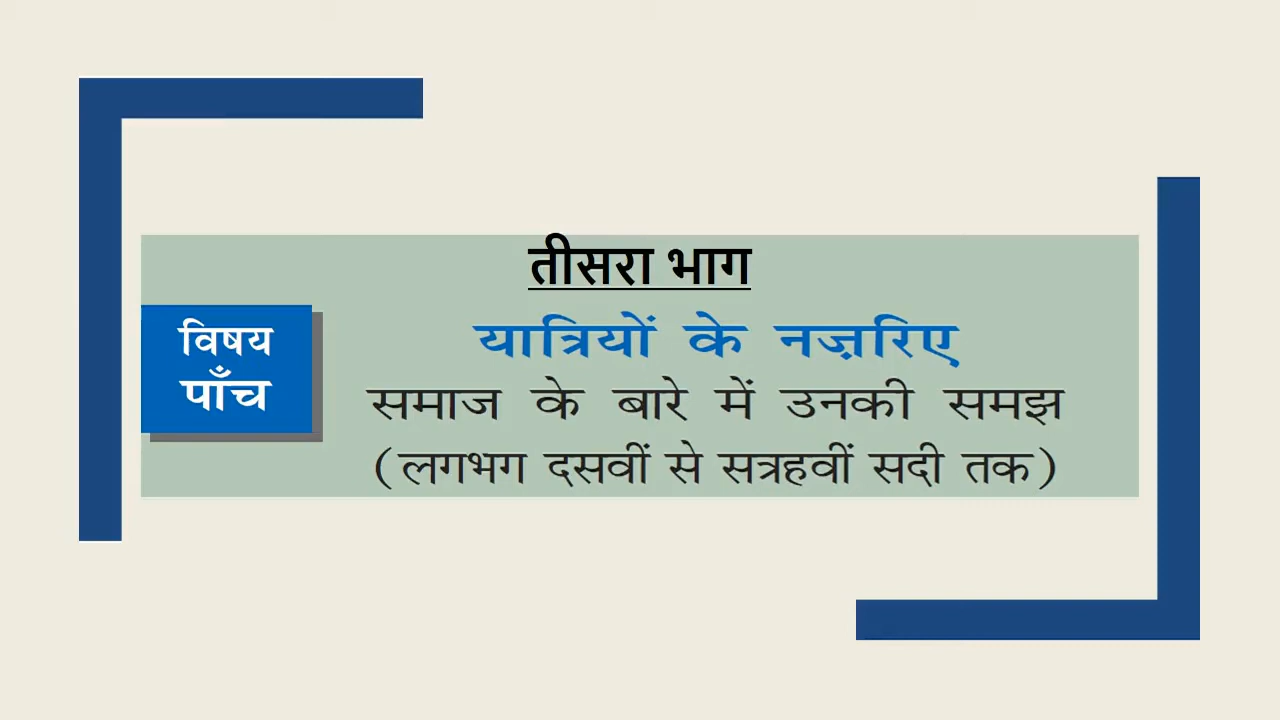 तीसरा भाग
विषय
पाँच
यात्रियों के नज़रिए
समाज के बारे में उनकी समझ
(लगभग दसवीं से सत्रहवीं सदी तक)